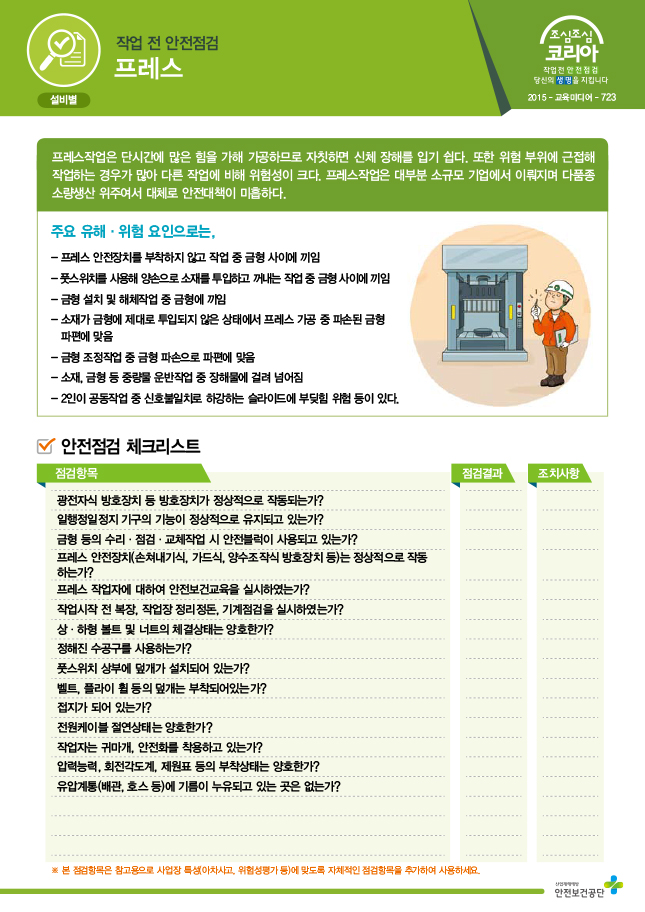 작업 전 안전점검
프레스
설비별
조심조심
코리아
작업전 안전점검
당신의 생명을 지킵니다
2015 - 교육미디어 - 723
프레스작업은 단시간에 많은 힘을 가해 가공하므로 자칫하면 신체 장해를 입기 쉽다. 또한 위험 부위에 근접해
작업하는 경우가 많아 다른 작업에 비해 위험성이 크다. 프레스작업은 대부분 소규모 기업에서 이뤄지며 다품종
소량생산 위주여서 대체로 안전대책이 미흡하다.
주요 유해 · 위험 요인으로는,
– 프레스 안전장치를 부착하지 않고 작업 중 금형 사이에 끼임
– 풋스위치를 사용해 양손으로 소재를 투입하고 꺼내는 작업 중 금형 사이에 끼임
– 금형 설치 및 해체작업 중 금형에 끼임
– 소재가 금형에 제대로 투입되지 않은 상태에서 프레스 가공 중 파손된 금형
파편에 맞음
– 금형 조정작업 중 금형 파손으로 파편에 맞음
– 소재, 금형 등 중량물 운반작업 중 장해물에 걸려 넘어짐
– 2인이 공동작업 중 신호불일치로 하강하는 슬라이드에 부딪힘 위험 등이 있다.
안전점검 체크리스트
점검항목 점검결과 조치사항
광전자식 방호장치 등 방호장치가 정상적으로 작동되는가?
일행정일정지 기구의 기능이 정상적으로 유지되고 있는가?
금형 등의 수리 · 점검 · 교체작업 시 안전블럭이 사용되고 있는가?
프레스 안전장치(손쳐내기식, 가드식, 양수조작식 방호장치 등)는 정상적으로 작동
하는가?
프레스 작업자에 대하여 안전보건교육을 실시하였는가?
작업시작 전 복장, 작업장 정리정돈, 기계점검을 실시하였는가?
상 · 하형 볼트 및 너트의 체결상태는 양호한가?
정해진 수공구를 사용하는가?
풋스위치 상부에 덮개가 설치되어 있는가?
벨트, 플라이 휠 등의 덮개는 부착되어있는가?
접지가 되어 있는가?
전원케이블 절연상태는 양호한가?
작업자는 귀마개, 안전화를 착용하고 있는가?
압력능력, 회전각도계, 제원표 등의 부착상태는 양호한가?
유압계통(배관, 호스 등)에 기름이 누유되고 있는 곳은 없는가?
※ 본 점검항목은 참고용으로 사업장 특성(아차사고, 위험성평가 등)에 맞도록 자체적인 점검항목을 추가하여 사용하세요.
산업재해예방
안전보건공단